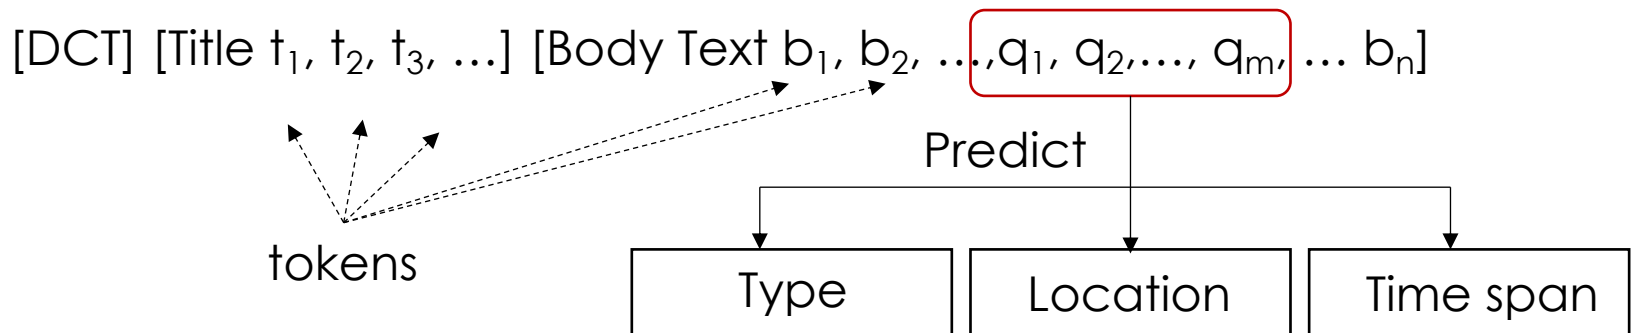 [DCT] [Title t₁, t₂, t₃, …] [Body Text b₁, b₂, …,q₁, q₂,…, qₘ, … bₙ]
Predict
tokens
Type
Location
Time span